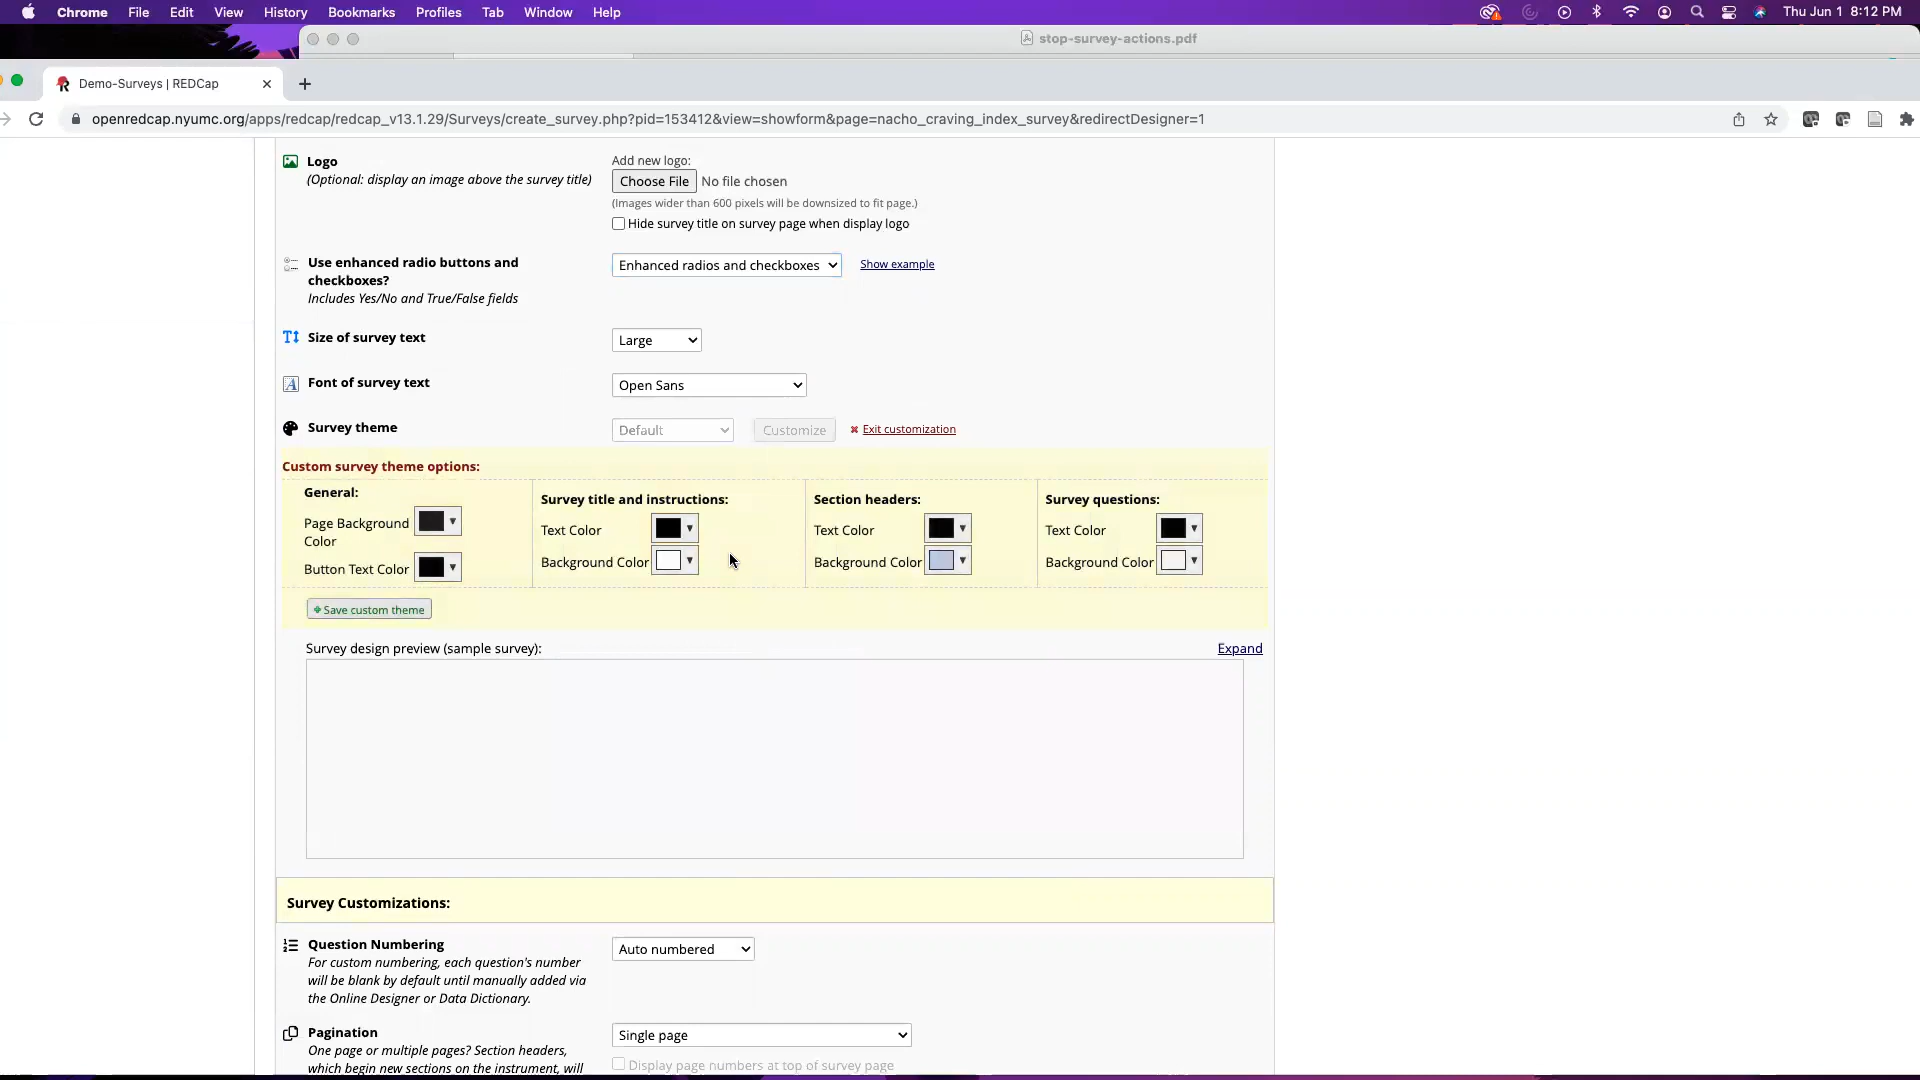 Chrome File Edit View History Bookmarks Profiles Tab Window Help Thu Jun 1 8:12 PM
stop-survey-actions.pdf
Demo-Surveys | REDCap
openredcap.nyumc.org/apps/redcap/redcap_v13.1.29/Surveys/create_survey.php?pid=153412&view=showform&page=nacho_craving_index_survey&redirectDesigner=1
Logo
(Optional: display an image above the survey title)
Add new logo:
Choose File No file chosen
(Images wider than 600 pixels will be downsized to fit page.)
Hide survey title on survey page when display logo
Use enhanced radio buttons and
checkboxes?
Includes Yes/No and True/False fields
Enhanced radios and checkboxes Show example
Size of survey text Large
Font of survey text Open Sans
Survey theme Default Customize Exit customization
Custom survey theme options:
General:
Page Background
Color
Button Text Color
Survey title and instructions:
Text Color
Background Color
Section headers:
Text Color
Background Color
Survey questions:
Text Color
Background Color
Save custom theme
Survey design preview (sample survey): Expand
Survey Customizations:
Question Numbering
For custom numbering, each question's number
will be blank by default until manually added via
the Online Designer or Data Dictionary.
Auto numbered
Pagination
One page or multiple pages? Section headers,
which begin new sections on the instrument, will
Single page
Display page numbers at top of survey page